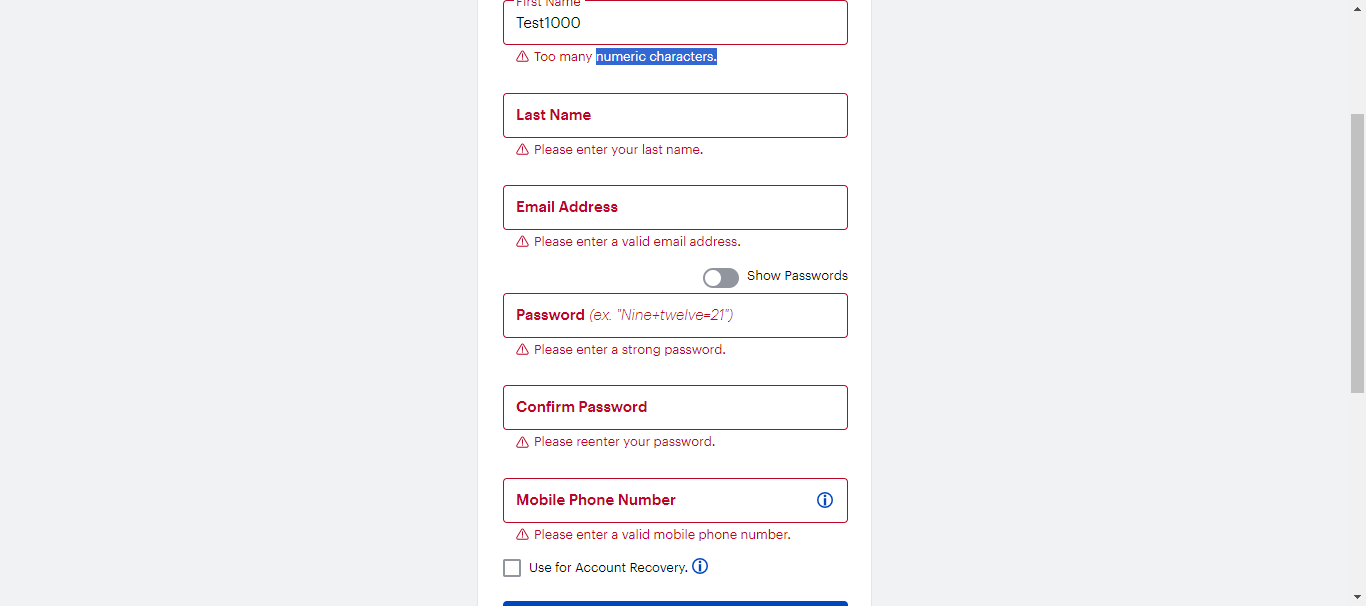 First Name
Test1000
Too many numeric characters.
Last Name
Please enter your last name.
Email Address
Please enter a valid email address.
Show Passwords
Password (ex. "Nine+twelve=21")
Please enter a strong password.
Confirm Password
Please reenter your password.
Mobile Phone Number
Please enter a valid mobile phone number.
Use for Account Recovery.